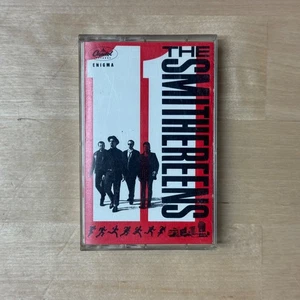 Capitol
ENIGMA
11
THE
SMITHEREENS